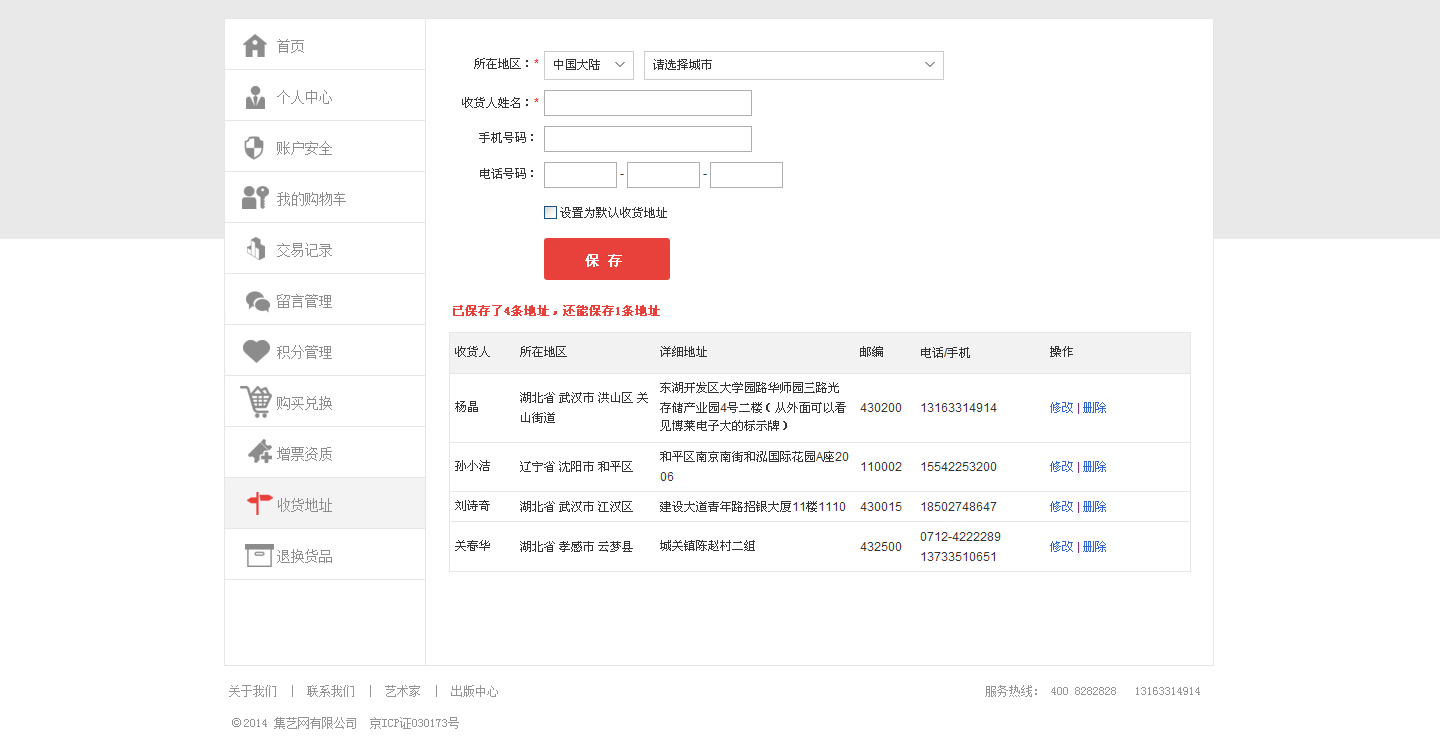 首页
个人中心
账户安全
我的购物车
交易记录
留言管理
积分管理
购买兑换
增票资质
收货地址
退换货品
所在地区：* 中国大陆 请选择城市
收货人姓名：*
手机号码：
电话号码： - -
设置为默认收货地址
保 存
已保存了4条地址，还能保存1条地址
收货人 所在地区 详细地址 邮编 电话/手机 操作
杨晶 湖北省 武汉市 洪山区 关山街道 东湖开发区大学园路华师园三路光存储产业园4号二楼（从外面可以看见博莱电子大的标示牌） 430200 13163314914 修改 | 删除
孙小洁 辽宁省 沈阳市 和平区 和平区南京南街和泓国际花园A座2006 110002 15542253200 修改 | 删除
刘诗奇 湖北省 武汉市 江汉区 建设大道青年路招银大厦11楼1110 430015 18502748647 修改 | 删除
关春华 湖北省 孝感市 云梦县 城关镇陈赵村二组 432500 0712-4222289 13733510651 修改 | 删除
关于我们 | 联系我们 | 艺术家 | 出版中心
服务热线： 400 8282828 13163314914
©2014 集艺网有限公司 京ICP证030173号